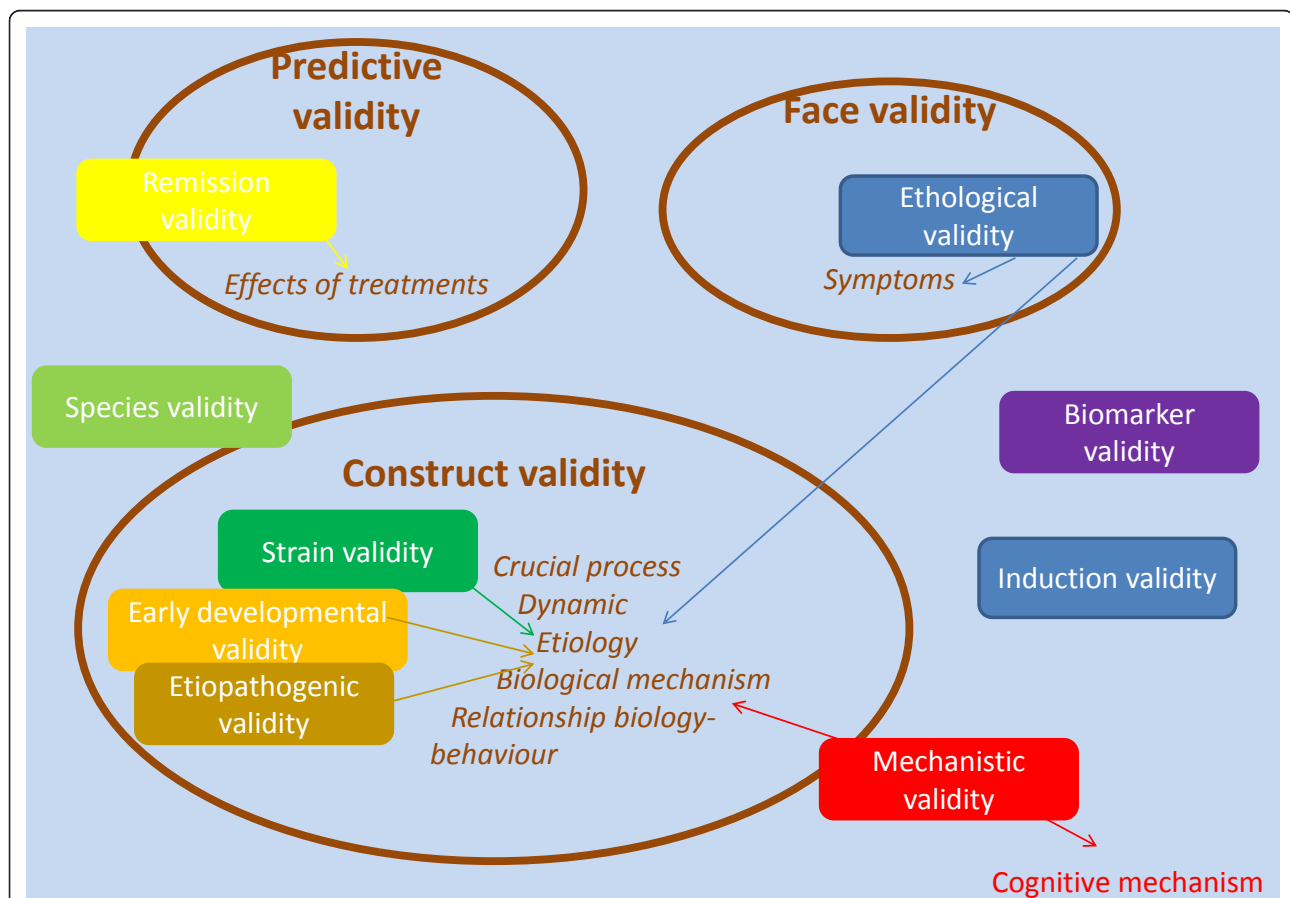 Predictive
validity
Face validity
Remission
validity
Ethological
validity
Effects of treatments
Symptoms
Species validity
Biomarker
validity
Construct validity
Strain validity
Crucial process
Induction validity
Dynamic
Early developmental
validity
Etiology
Etiopathogenic
validity
Biological mechanism
Relationship biology-
behaviour
Mechanistic
validity
Cognitive mechanism